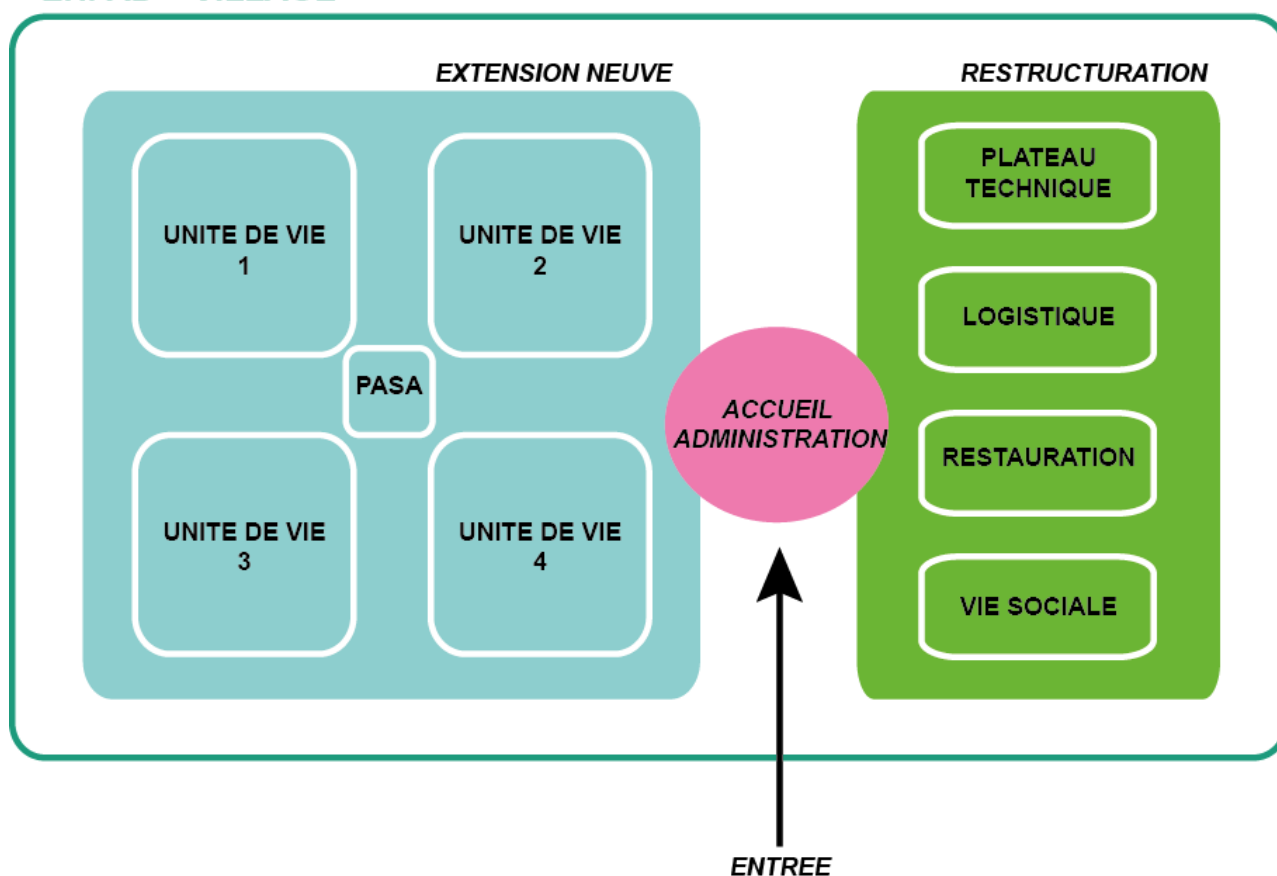 EXTENSION NEUVE
RESTRUCTURATION
UNITE DE VIE
1
UNITE DE VIE
2
PASA
UNITE DE VIE
3
UNITE DE VIE
4
ACCUEIL
ADMINISTRATION
PLATEAU
TECHNIQUE
LOGISTIQUE
RESTAURATION
VIE SOCIALE
ENTREE